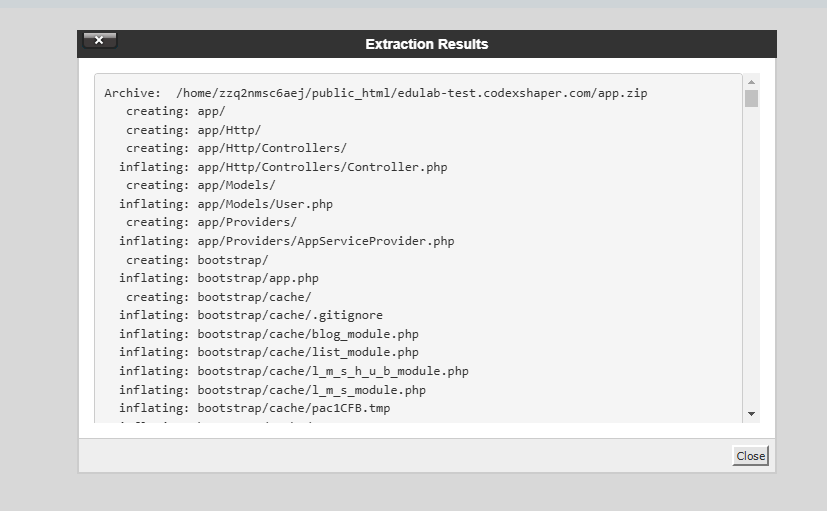 Extraction Results
Archive:  /home/zzq2nmsc6aej/public_html/edulab-test.codexshaper.com/app.zip
creating: app/
creating: app/Http/
creating: app/Http/Controllers/
inflating: app/Http/Controllers/Controller.php
creating: app/Models/
inflating: app/Models/User.php
creating: app/Providers/
inflating: app/Providers/AppServiceProvider.php
creating: bootstrap/
inflating: bootstrap/app.php
creating: bootstrap/cache/
inflating: bootstrap/cache/.gitignore
inflating: bootstrap/cache/blog_module.php
inflating: bootstrap/cache/list_module.php
inflating: bootstrap/cache/l_m_s_h_u_b_module.php
inflating: bootstrap/cache/l_m_s_module.php
inflating: bootstrap/cache/pac1CFB.tmp
Close